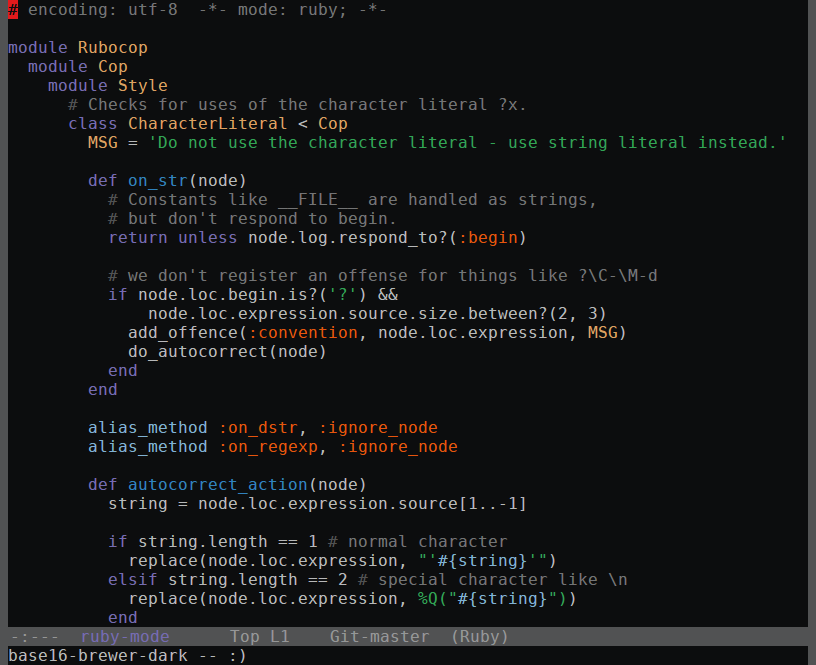 # encoding: utf-8  -*- mode: ruby; -*-

module Rubocop
  module Cop
    module Style
      # Checks for uses of the character literal ?x.
      class CharacterLiteral < Cop
        MSG = 'Do not use the character literal - use string literal instead.'

        def on_str(node)
          # Constants like __FILE__ are handled as strings,
          # but don't respond to begin.
          return unless node.log.respond_to?(:begin)

          # we don't register an offense for things like ?\C-\M-d
          if node.loc.begin.is?('?') &&
              node.loc.expression.source.size.between?(2, 3)
            add_offence(:convention, node.loc.expression, MSG)
            do_autocorrect(node)
          end
        end

        alias_method :on_dstr, :ignore_node
        alias_method :on_regexp, :ignore_node

        def autocorrect_action(node)
          string = node.loc.expression.source[1..-1]

          if string.length == 1 # normal character
            replace(node.loc.expression, "'#{string}'")
          elsif string.length == 2 # special character like \n
            replace(node.loc.expression, %Q("#{string}"))
          end
-:---  ruby-mode      Top L1    Git-master  (Ruby)
base16-brewer-dark -- :)